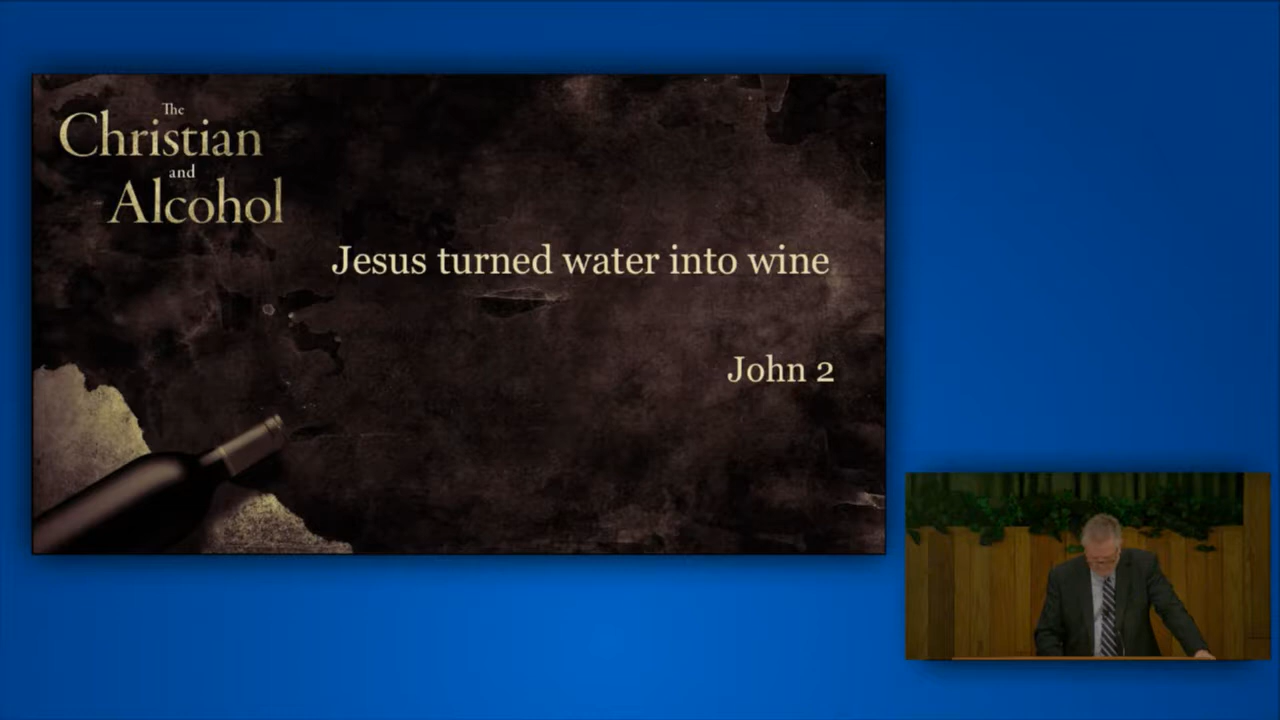 The
Christian
and
Alcohol
Jesus turned water into wine
John 2